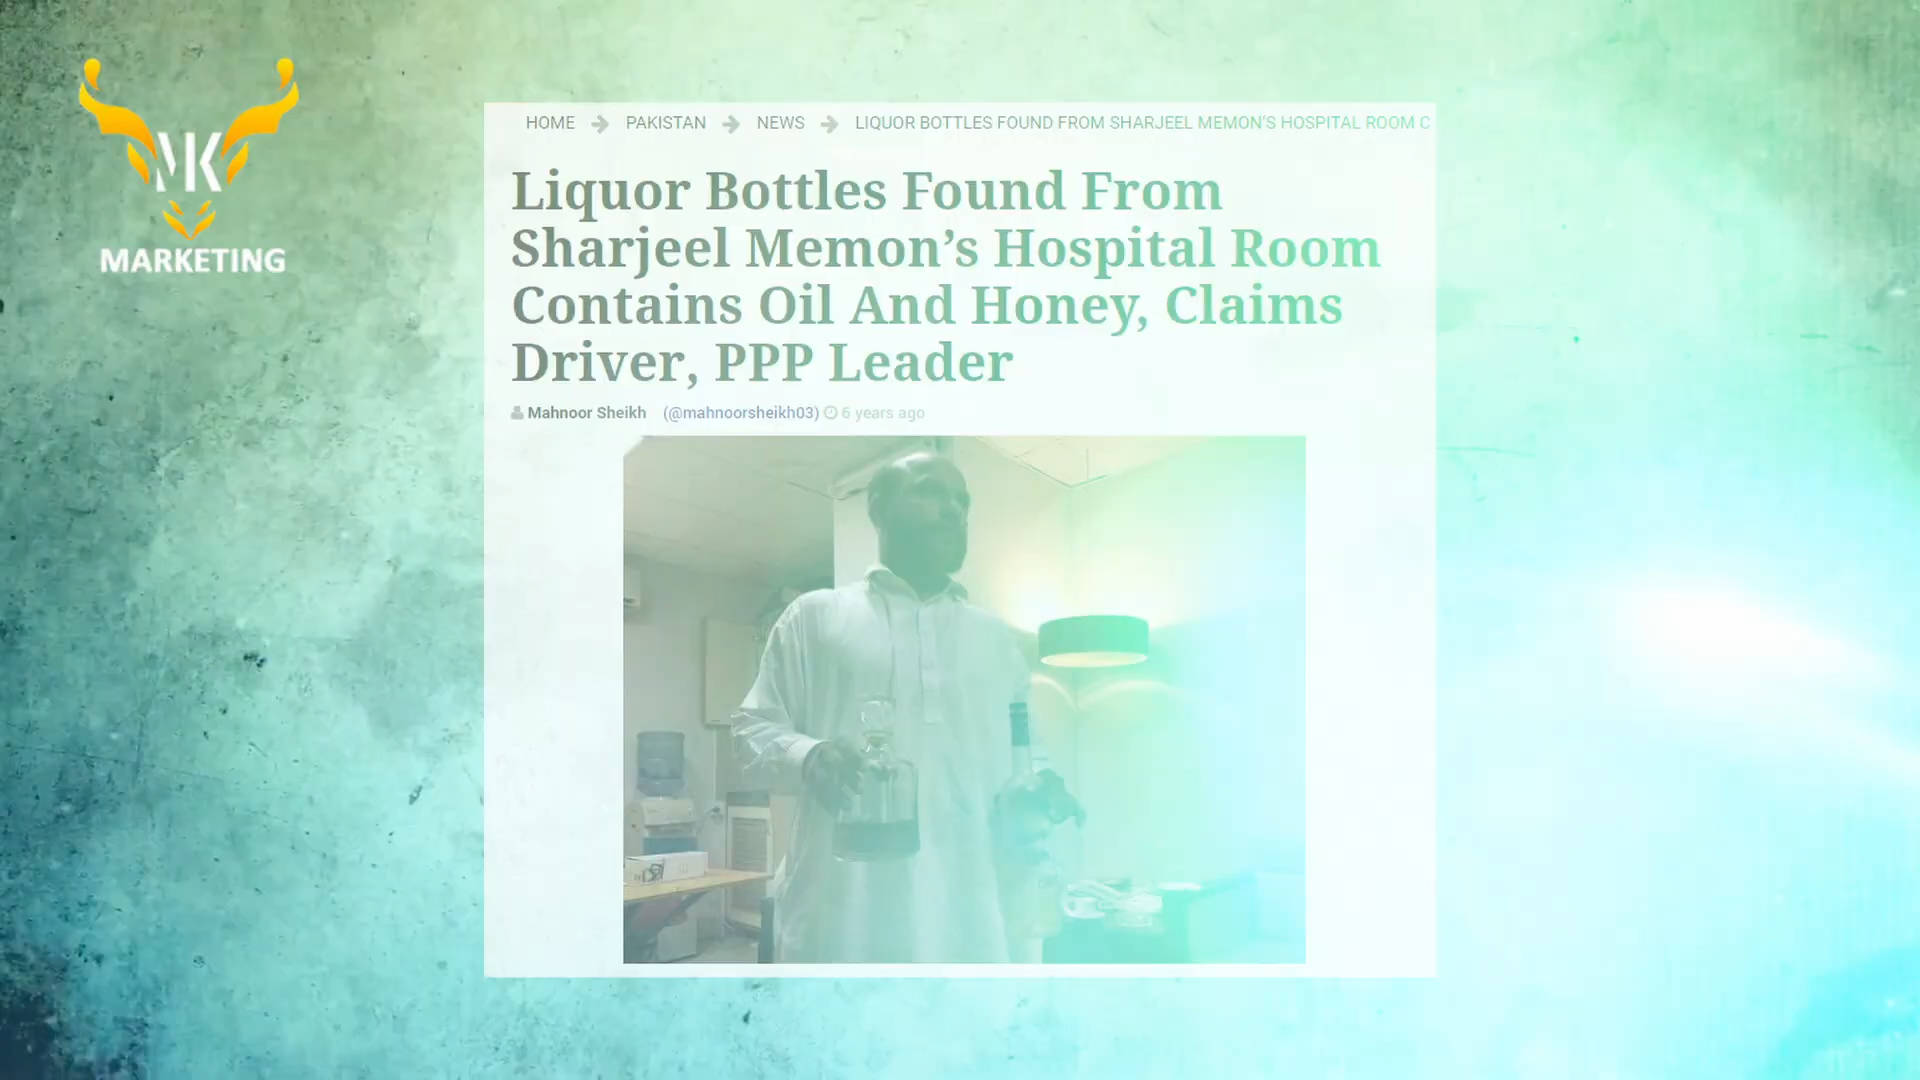 MK
MARKETING
HOME PAKISTAN NEWS LIQUOR BOTTLES FOUND FROM SHARJEEL MEMON'S HOSPITAL ROOM C
Liquor Bottles Found From
Sharjeel Memon’s Hospital Room
Contains Oil And Honey, Claims
Driver, PPP Leader
Mahnoor Sheikh (@mahnoorsheikh03) 6 years ago